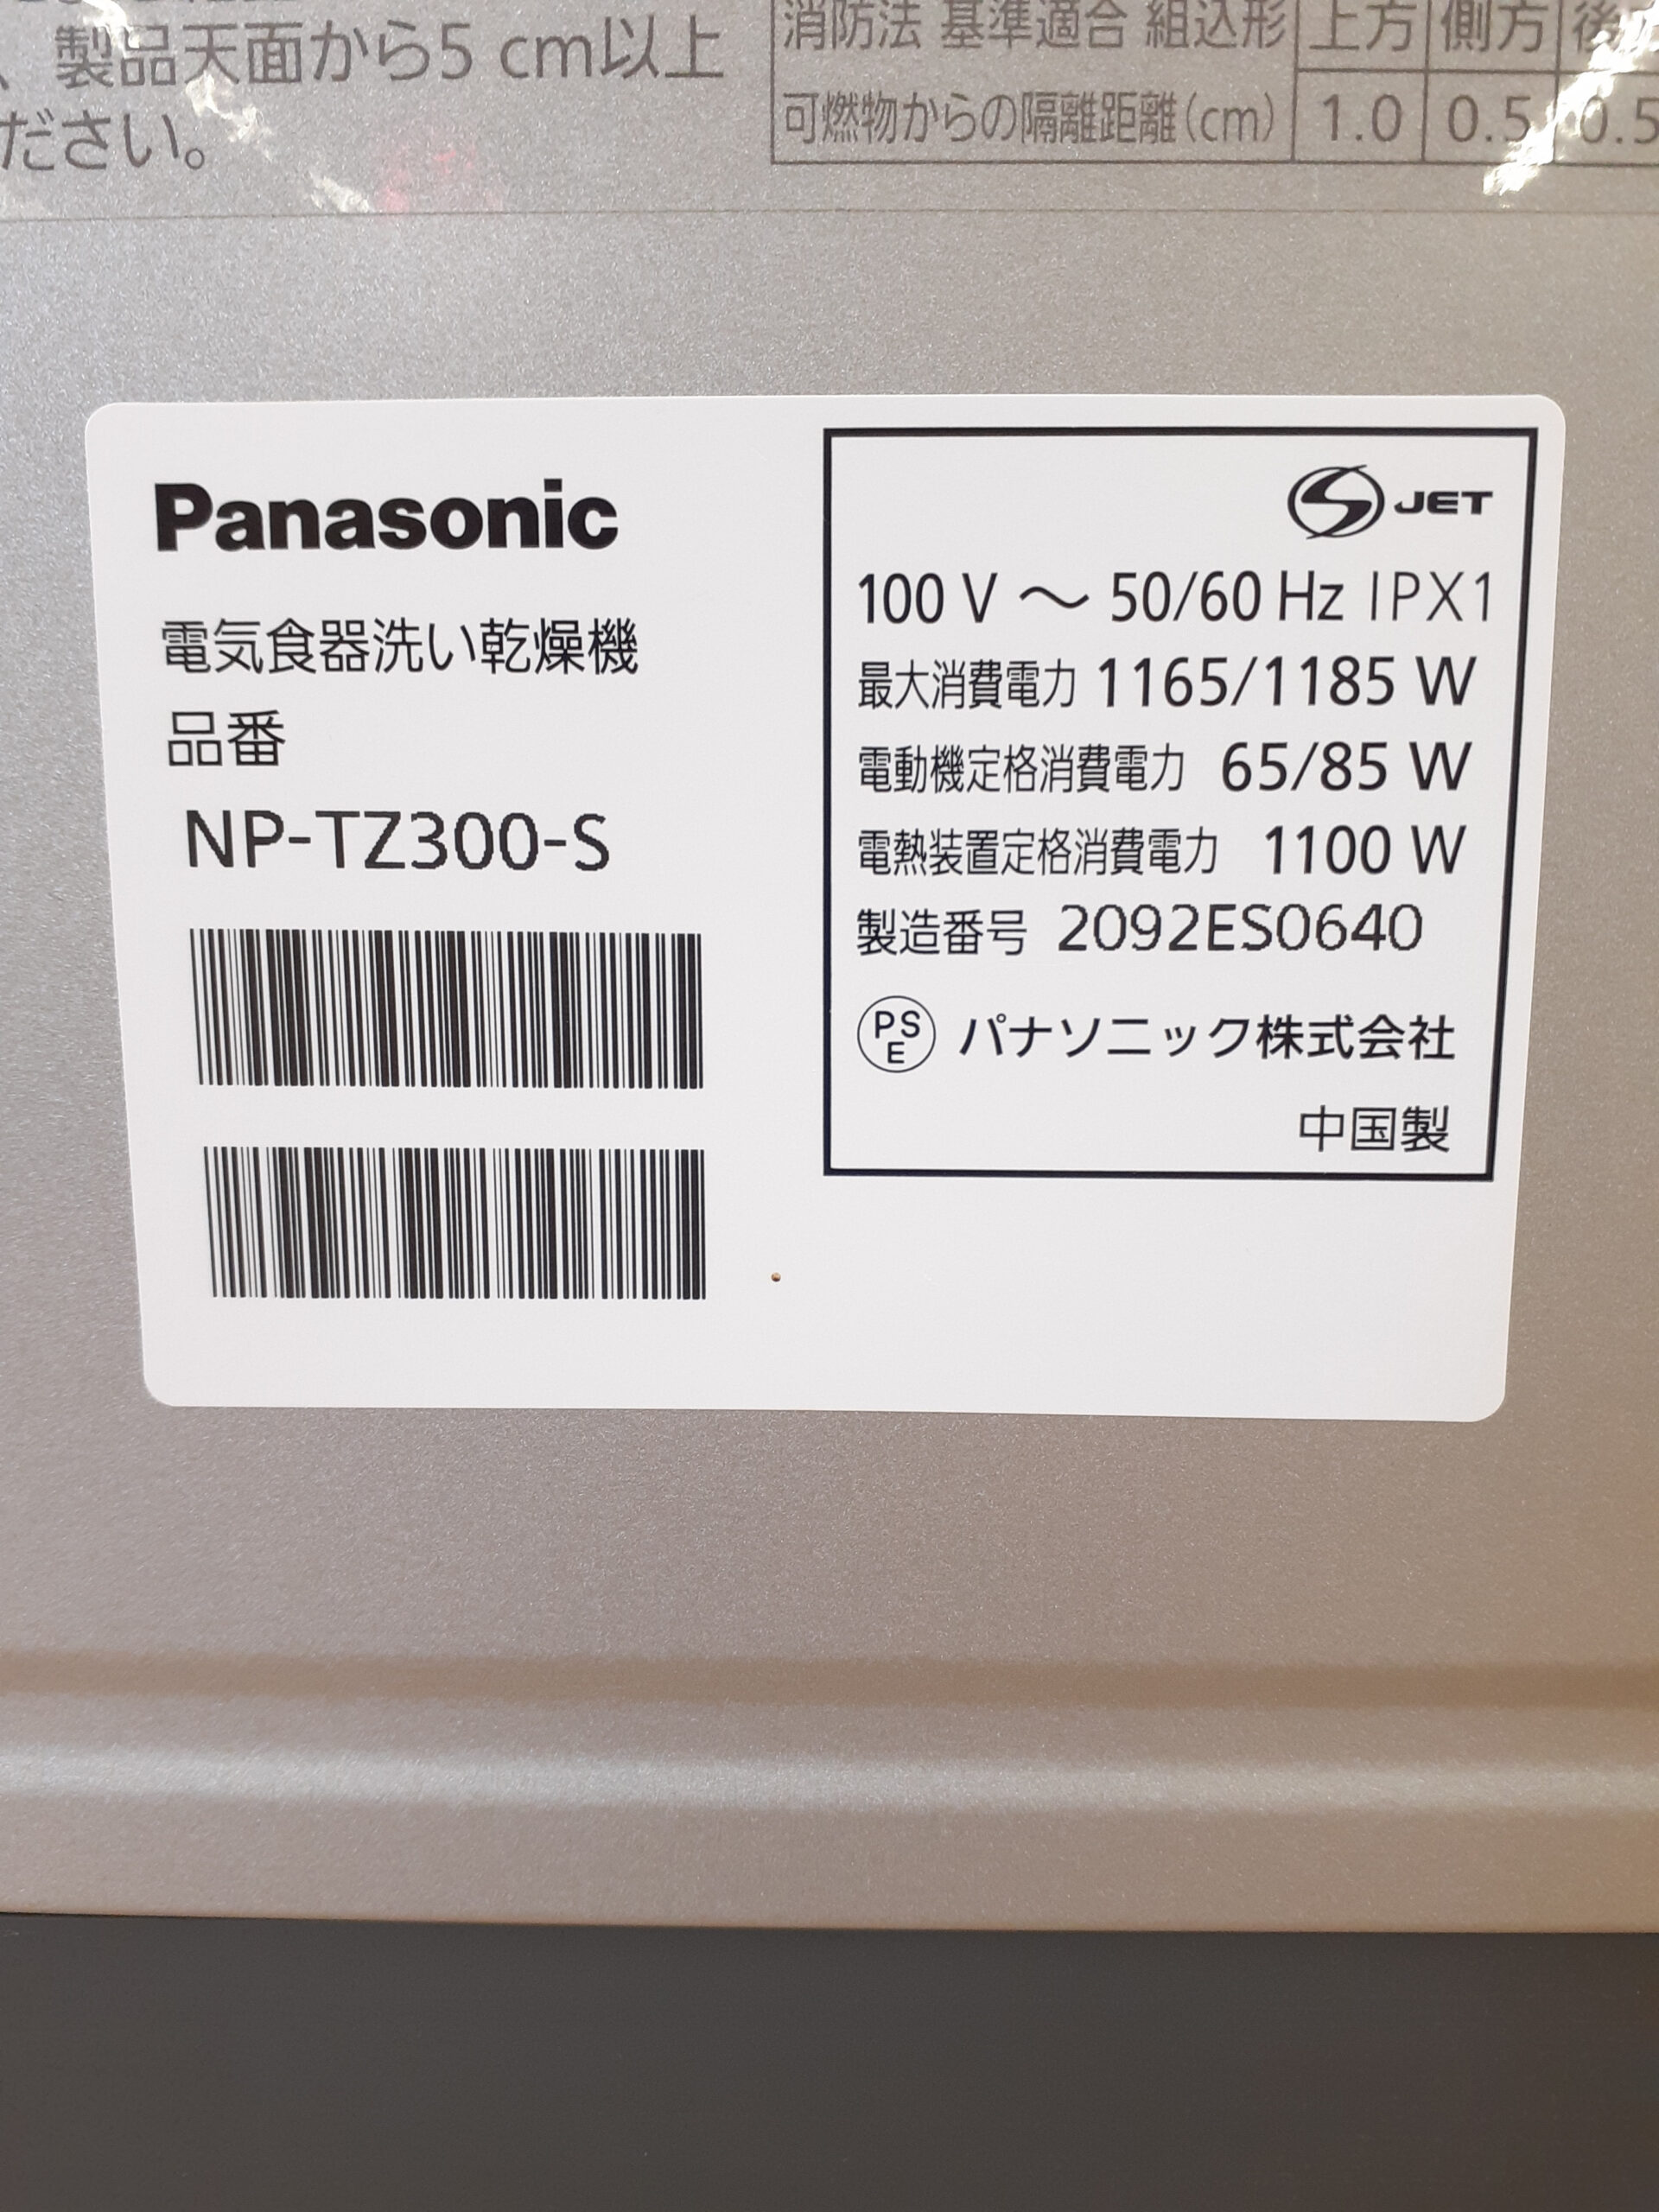 、製品天面から5 cm以上
ださい。
消防法 基準適合 組込形 上方 側方 後
可燃物からの隔離距離(cm) 1.0 0.5 0.5
Panasonic
電気食器洗い乾燥機
品番
NP-TZ300-S
JET
100 V ～ 50/60 Hz IPX1
最大消費電力 1165/1185 W
電動機定格消費電力 65/85 W
電熱装置定格消費電力 1100 W
製造番号 2092ES0640
PSE パナソニック株式会社
中国製